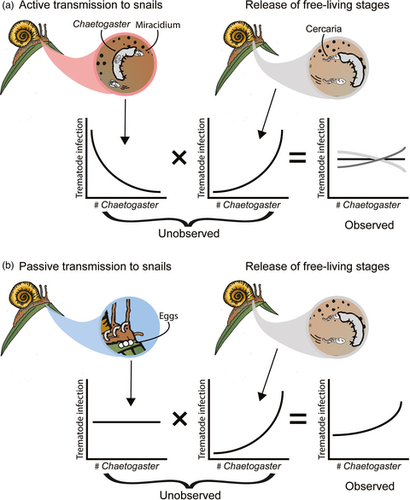 (a) Active transmission to snails
Release of free-living stages
Chaetogaster
Miracidium
Cercaria
Trematode infection
# Chaetogaster
×
Trematode infection
# Chaetogaster
=
Trematode infection
# Chaetogaster
Unobserved
Observed
(b) Passive transmission to snails
Release of free-living stages
Eggs
Trematode infection
# Chaetogaster
×
Trematode infection
# Chaetogaster
=
Trematode infection
# Chaetogaster
Unobserved
Observed